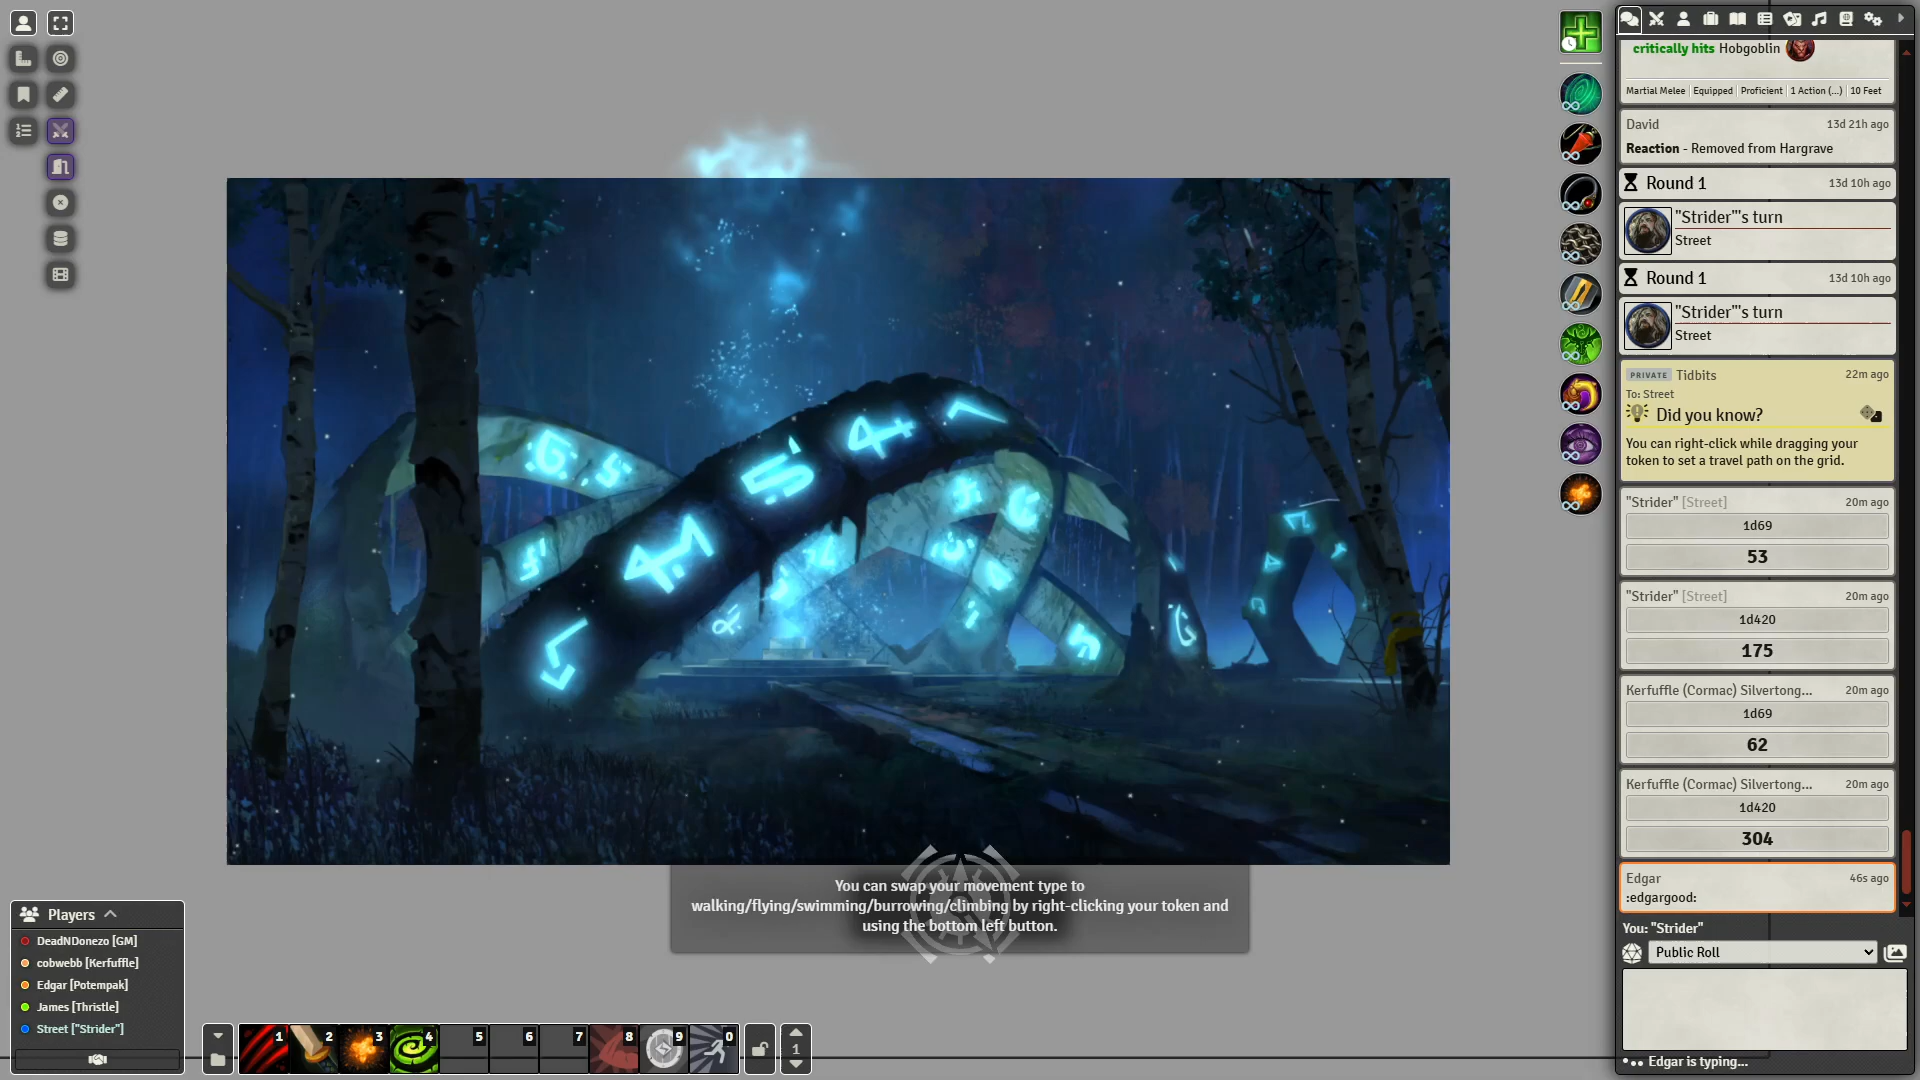 critically hits Hobgoblin
Martial Melee Equipped Proficient 1 Action (...) 10 Feet
David 13d 21h ago
Reaction - Removed from Hargrave
Round 1 13d 10h ago
"Strider"'s turn
Street
Round 1 13d 10h ago
"Strider"'s turn
Street
PRIVATE Tidbits 22m ago
To: Street
Did you know?
You can right-click while dragging your
token to set a travel path on the grid.
"Strider" [Street] 20m ago
1d69
53
"Strider" [Street] 20m ago
1d420
175
Kerfuffle (Cormac) Silvertong... 20m ago
1d69
62
Kerfuffle (Cormac) Silvertong... 20m ago
1d420
304
Edgar 46s ago
:edgargood:
You: "Strider"
Public Roll
Edgar is typing...
You can swap your movement type to
walking/flying/swimming/burrowing/climbing by right-clicking your token and
using the bottom left button.
Players
DeadNDonezo [GM]
cobwebb [Kerfuffle]
Edgar [Potempak]
James [Thristle]
Street ["Strider"]
1 2 3 4 5 6 7 8 9 0
1